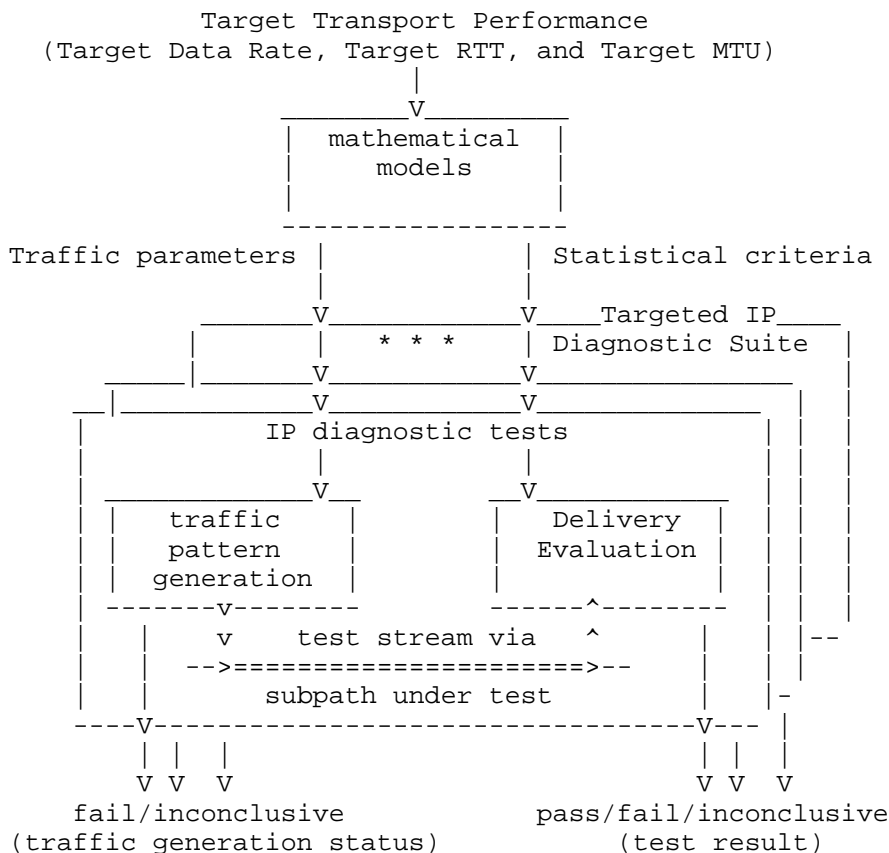 Target Transport Performance
(Target Data Rate, Target RTT, and Target MTU)
mathematical
models
Traffic parameters Statistical criteria
Targeted IP
* * * Diagnostic Suite
IP diagnostic tests
traffic Delivery
pattern Evaluation
generation
test stream via
subpath under test
fail/inconclusive pass/fail/inconclusive
(traffic generation status) (test result)